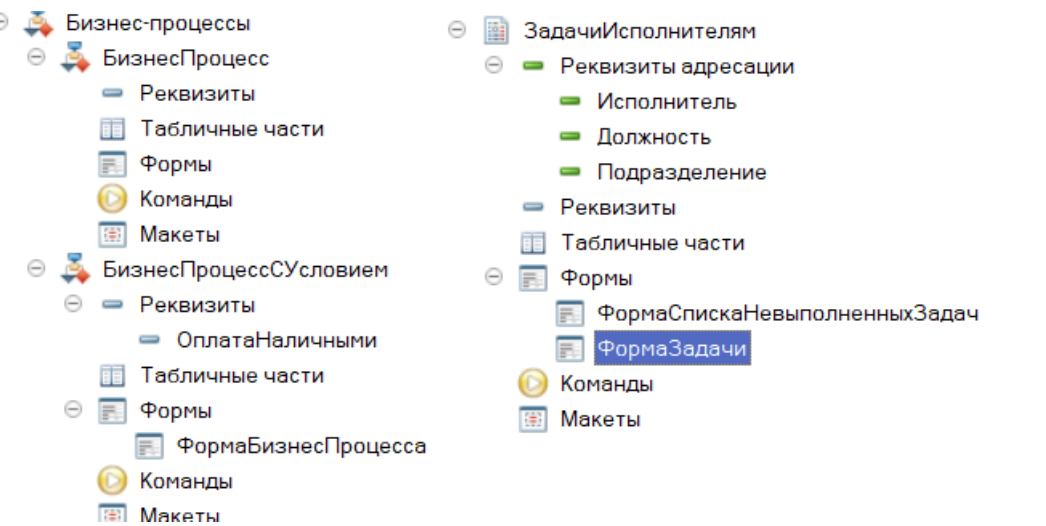 Бизнес-процессы
БизнесПроцесс
Реквизиты
Табличные части
Формы
Команды
Макеты
БизнесПроцессСУсловием
Реквизиты
ОплатаНаличными
Табличные части
Формы
ФормаБизнесПроцесса
Команды
Макеты
ЗадачиИсполнителям
Реквизиты адресации
Исполнитель
Должность
Подразделение
Реквизиты
Табличные части
Формы
ФормаСпискаНевыполненныхЗадач
ФормаЗадачи
Команды
Макеты